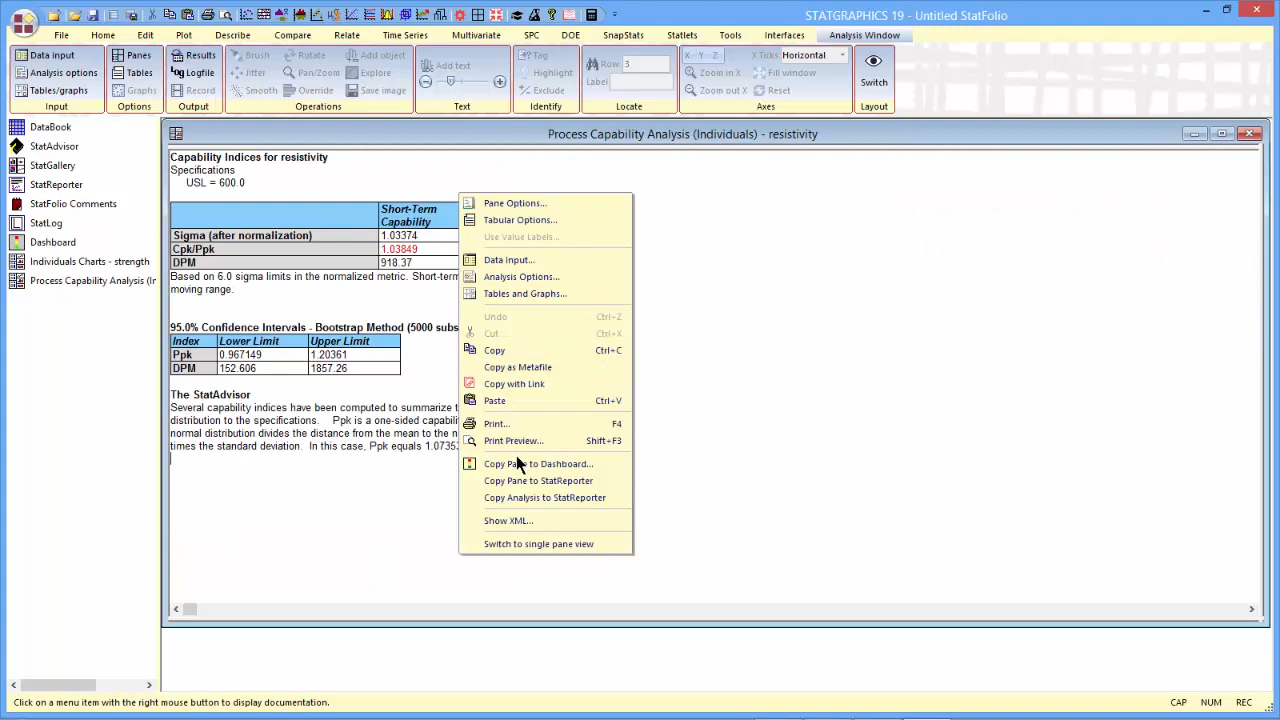 STATGRAPHICS 19 - Untitled StatFolio
File Home Edit Plot Describe Compare Relate Time Series Multivariate SPC DOE SnapStats Statlets Tools Interfaces Analysis Window
Data input Panes Results Brush Rotate Add object Add text Tag Row 3 X Y Z X Ticks Horizontal
Analysis options Tables Logfile Jitter Pan/Zoom Explore Highlight Label Zoom in X Fill window Switch
Tables/graphs Graphs Record Smooth Override Save image Exclude Zoom out X Reset
Input Options Output Operations Text Identify Locate Axes Layout
DataBook
StatAdvisor
StatGallery
StatReporter
StatFolio Comments
StatLog
Dashboard
Individuals Charts - strength
Process Capability Analysis (In
Process Capability Analysis (Individuals) - resistivity
Capability Indices for resistivity
Specifications
USL = 600.0
Short-Term
Capability
Sigma (after normalization) 1.03374
Cpk/Ppk 1.03849
DPM 918.37
Based on 6.0 sigma limits in the normalized metric. Short-term
moving range.
95.0% Confidence Intervals - Bootstrap Method (5000 subs
Index Lower Limit Upper Limit
Ppk 0.967149 1.20361
DPM 152.606 1857.26
The StatAdvisor
Several capability indices have been computed to summarize t
distribution to the specifications. Ppk is a one-sided capabili
normal distribution divides the distance from the mean to the n
times the standard deviation. In this case, Ppk equals 1.0735
Pane Options...
Tabular Options...
Use Value Labels...
Data Input...
Analysis Options...
Tables and Graphs...
Undo Ctrl+Z
Cut Ctrl+X
Copy Ctrl+C
Copy as Metafile
Copy with Link
Paste Ctrl+V
Print... F4
Print Preview... Shift+F3
Copy Pane to Dashboard...
Copy Pane to StatReporter
Copy Analysis to StatReporter
Show XML...
Switch to single pane view
Click on a menu item with the right mouse button to display documentation.
CAP NUM REC